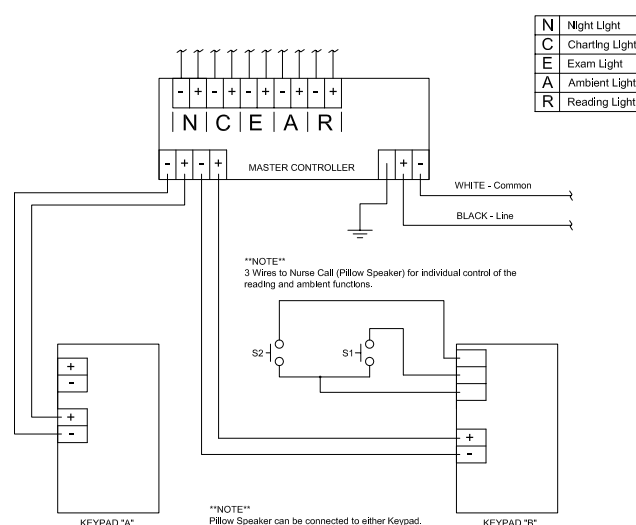 N Night Light
C Charting Light
E Exam Light
A Ambient Light
R Reading Light
- + - + - + - + - +
N C E A R
- + - +
MASTER CONTROLLER
+ -
WHITE - Common
BLACK - Line
**NOTE**
3 Wires to Nurse Call (Pillow Speaker) for individual control of the
reading and ambient functions.
S2
S1
+
-
+
-
+
-
KEYPAD "A"
**NOTE**
Pillow Speaker can be connected to either Keypad.
KEYPAD "B"